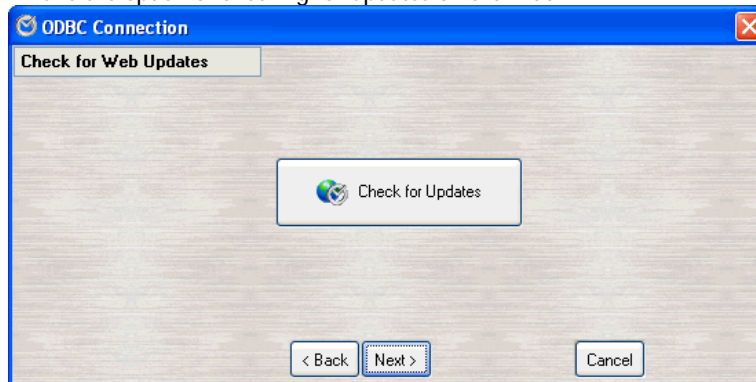 ODBC Connection
Check for Web Updates
Check for Updates
< Back Next > Cancel